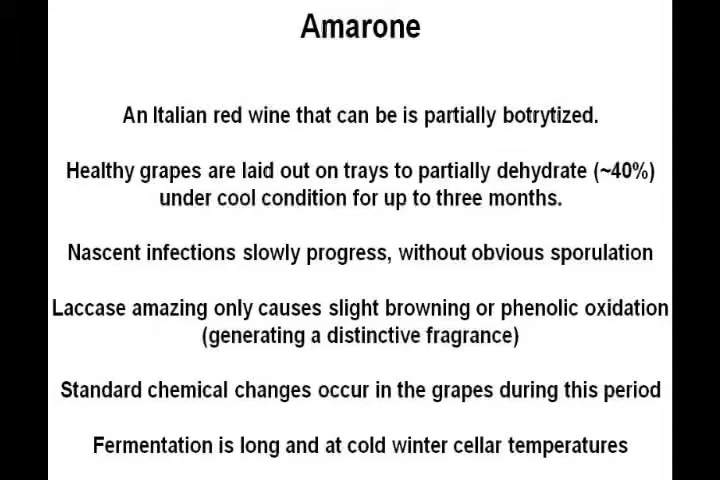 Amarone
An Italian red wine that can be is partially botrytized.
Healthy grapes are laid out on trays to partially dehydrate (~40%)
under cool condition for up to three months.
Nascent infections slowly progress, without obvious sporulation
Laccase amazing only causes slight browning or phenolic oxidation
(generating a distinctive fragrance)
Standard chemical changes occur in the grapes during this period
Fermentation is long and at cold winter cellar temperatures